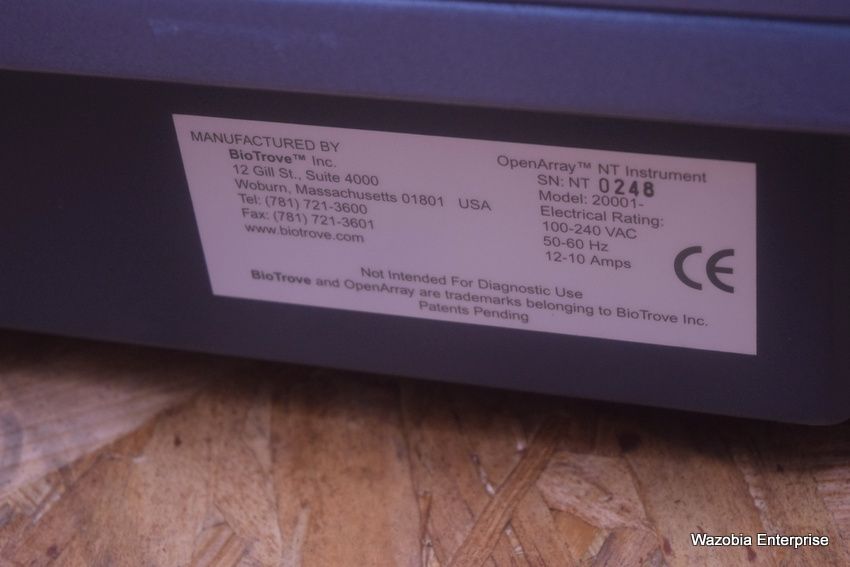 MANUFACTURED BY
BioTrove™ Inc.
12 Gill St., Suite 4000
Woburn, Massachusetts 01801 USA
Tel: (781) 721-3600
Fax: (781) 721-3601
www.biotrove.com
OpenArray™ NT Instrument
SN: NT 0248
Model: 20001-
Electrical Rating:
100-240 VAC
50-60 Hz
12-10 Amps
CE
Not Intended For Diagnostic Use
BioTrove and OpenArray are trademarks belonging to BioTrove Inc.
Patents Pending
Wazobia Enterprise